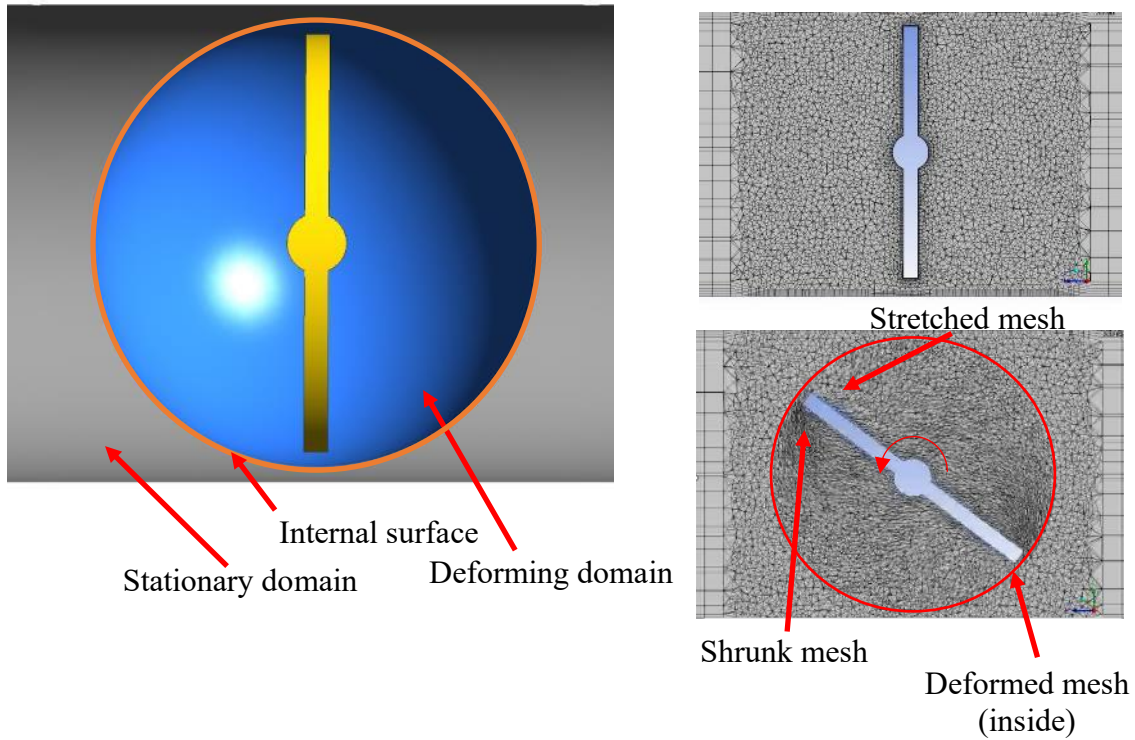 Stretched mesh
Internal surface
Stationary domain
Deforming domain
Shrunk mesh
Deformed mesh
(inside)